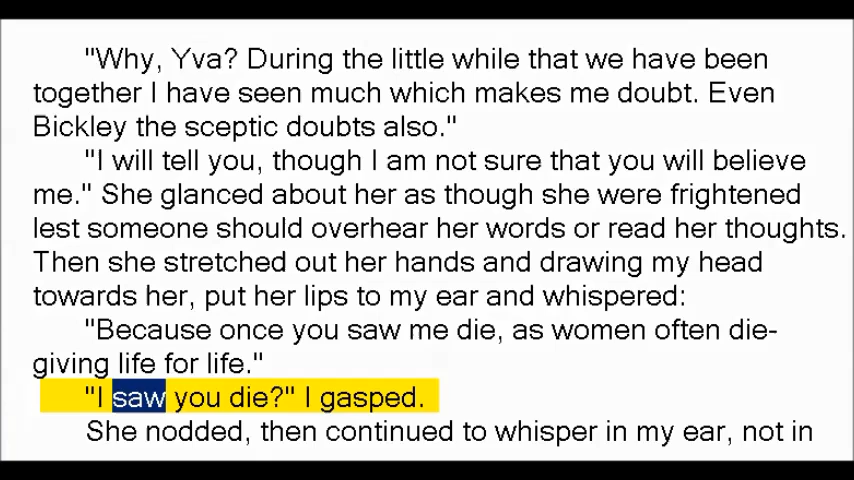 "Why, Yva? During the little while that we have been
together I have seen much which makes me doubt. Even
Bickley the sceptic doubts also."
"I will tell you, though I am not sure that you will believe
me." She glanced about her as though she were frightened
lest someone should overhear her words or read her thoughts.
Then she stretched out her hands and drawing my head
towards her, put her lips to my ear and whispered:
"Because once you saw me die, as women often die-
giving life for life."
"I saw you die?" I gasped.
She nodded, then continued to whisper in my ear, not in